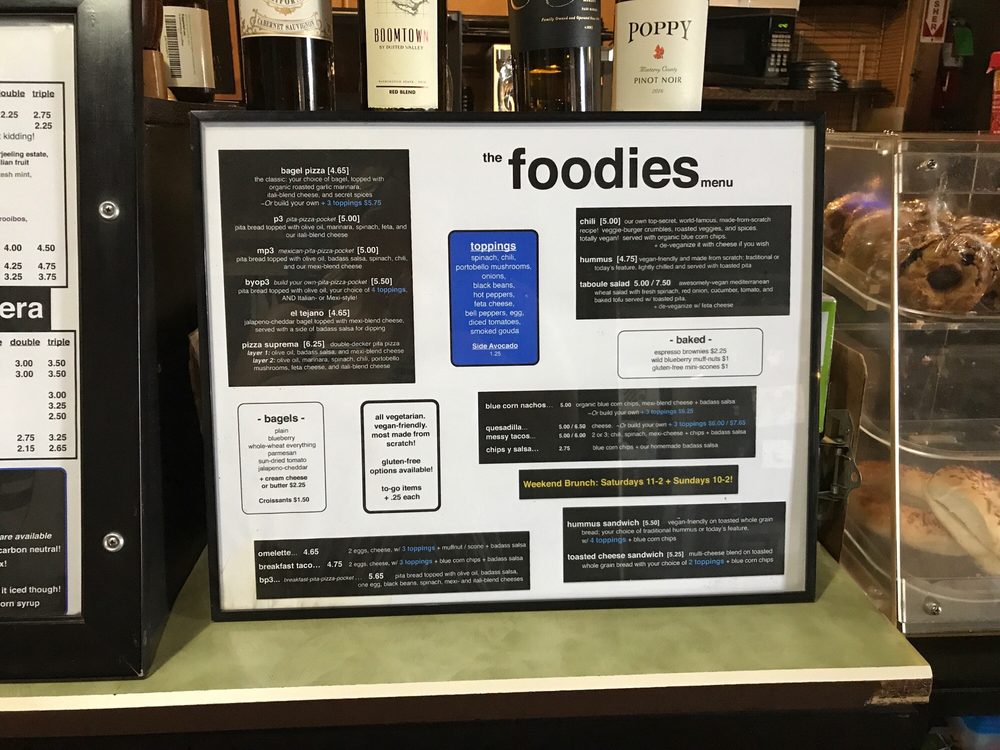 CABERNET SAUVIGNON
BOOMTOWN
BY DUSTED VALLEY
RED BLEND
POPPY
Monterey County
PINOT NOIR
2016
double triple
2.25 2.75
2.25
kidding!
rjeeling estate,
lian fruit
esh mint,
rooibos,
4.00 4.50
4.25 4.75
3.25 3.75
era
double triple
3.00 3.50
3.00 3.50
3.00
3.25
2.50
2.75 3.25
2.15 2.65
are available
carbon neutral!
x!
it iced though!
orn syrup
the foodies menu
bagel pizza [4.65]
the classic: your choice of bagel, topped with
organic roasted garlic marinara,
itali-blend cheese, and secret spices
~Or build your own + 3 toppings $5.75
p3 pita-pizza-pocket [5.00]
pita bread topped with olive oil, marinara, spinach, feta, and
our itali-blend cheese
mp3 mexican-pita-pizza-pocket [5.00]
pita bread topped with olive oil, badass salsa, spinach, chili,
and our mexi-blend cheese
byop3 build your own-pita-pizza-pocket [5.50]
pita bread topped with olive oil, your choice of 4 toppings,
AND Italian- or Mexi-style!
el tejano [4.65]
jalapeno-cheddar bagel topped with mexi-blend cheese,
served with a side of badass salsa for dipping
pizza suprema [6.25] double-decker pita pizza
layer 1: olive oil, badass salsa, and mexi-blend cheese
layer 2: olive oil, marinara, spinach, chili, portobello
mushrooms, feta cheese, and itali-blend cheese
toppings
spinach, chili,
portobello mushrooms,
onions,
black beans,
hot peppers,
feta cheese,
bell peppers, egg,
diced tomatoes,
smoked gouda
Side Avocado
1.25
chili [5.00] our own top-secret, world-famous, made-from-scratch
recipe! veggie-burger crumbles, roasted veggies, and spices.
totally vegan! served with organic blue corn chips.
+ de-veganize it with cheese if you wish
hummus [4.75] vegan-friendly and made from scratch; traditional or
today's feature, lightly chilled and served with toasted pita
taboule salad 5.00 / 7.50 awesomely-vegan mediterranean
wheat salad with fresh spinach, red onion, cucumber, tomato, and
baked tofu served w/ toasted pita.
+ de-veganize w/ feta cheese
- baked -
espresso brownies $2.25
wild blueberry muff-nuts $1
gluten-free mini-scones $1
- bagels -
plain
blueberry
whole-wheat everything
parmesan
sun-dried tomato
jalapeno-cheddar
+ cream cheese
or butter $2.25
Croissants $1.50
all vegetarian.
vegan-friendly.
most made from
scratch!
gluten-free
options available!
to-go items
+ .25 each
blue corn nachos... 5.00 organic blue corn chips, mexi-blend cheese + badass salsa
~Or build your own + 3 toppings $6.25
quesadilla... 5.00 / 6.50 cheese. ~Or build your own + 3 toppings $6.00 / $7.65
messy tacos... 5.00 / 6.00 2 or 3; chili, spinach, mexi-cheese + chips + badass salsa
chips y salsa... 2.75 blue corn chips + our homemade badass salsa
Weekend Brunch: Saturdays 11-2 + Sundays 10-2!
omelette... 4.65 2 eggs, cheese, w/ 3 toppings + muffnut / scone + badass salsa
breakfast taco... 4.75 2 eggs, cheese, w/ 3 toppings + blue corn chips + badass salsa
bp3... breakfast-pita-pizza-pocket... 5.65 pita bread topped with olive oil, badass salsa,
one egg, black beans, spinach, mexi- and itali-blend cheeses
hummus sandwich [5.50] vegan-friendly on toasted whole grain
bread; your choice of traditional hummus or today's feature,
w/ 4 toppings + blue corn chips
toasted cheese sandwich [5.25] multi-cheese blend on toasted
whole grain bread with your choice of 2 toppings + blue corn chips